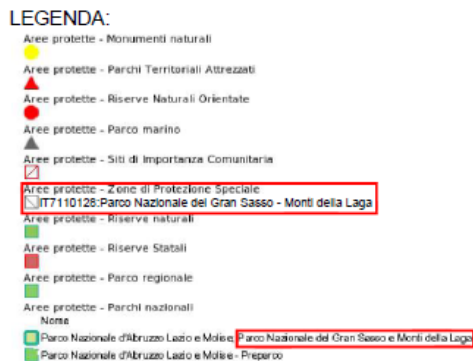 LEGENDA:
Aree protette - Monumenti naturali
Aree protette - Parchi Territoriali Attrezzati
Aree protette - Riserve Naturali Orientate
Aree protette - Parco marino
Aree protette - Siti di Importanza Comunitaria
Aree protette - Zone di Protezione Speciale
IT7110128:Parco Nazionale del Gran Sasso - Monti della Laga
Aree protette - Riserve naturali
Aree protette - Riserve Statali
Aree protette - Parco regionale
Aree protette - Parchi nazionali
Nome
Parco Nazionale d'Abruzzo Lazio e Molise, Parco Nazionale del Gran Sasso e Monti della Laga
Parco Nazionale d'Abruzzo Lazio e Molise - Preparco